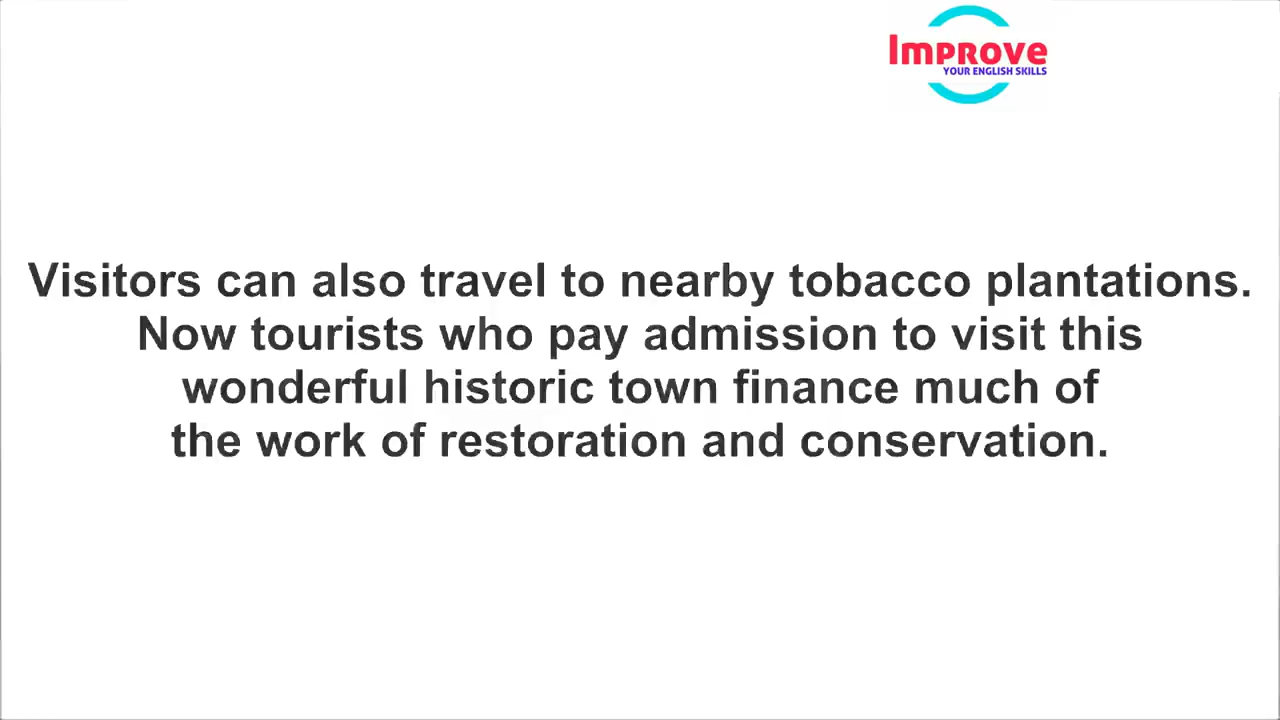 Improve
YOUR ENGLISH SKILLS
Visitors can also travel to nearby tobacco plantations.
Now tourists who pay admission to visit this
wonderful historic town finance much of
the work of restoration and conservation.